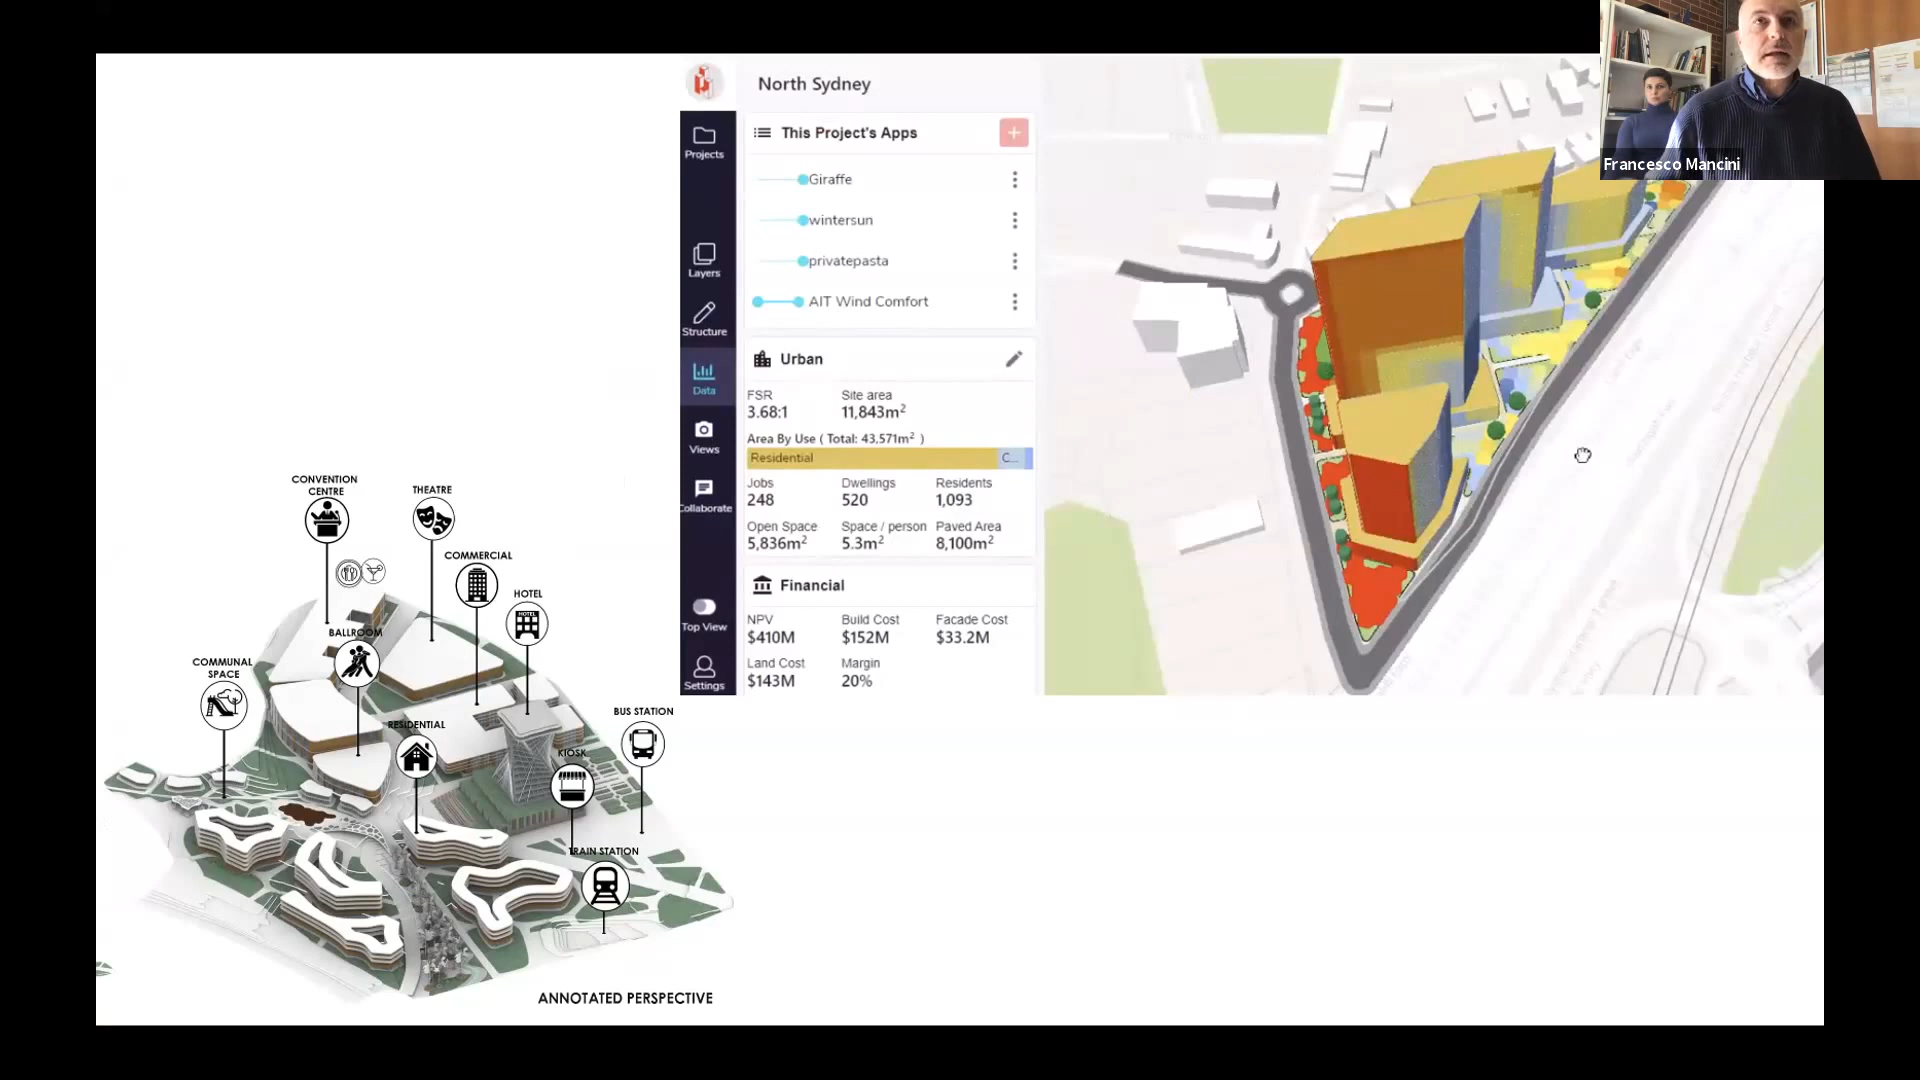 North Sydney
This Project's Apps
Projects
Giraffe
wintersun
privatepasta
AIT Wind Comfort
Layers
Structure
Data
Views
Collaborate
Top View
Settings
Urban
FSR Site area
3.68:1 11,843m²
Area By Use ( Total: 43,571m² )
Residential C...
Jobs Dwellings Residents
248 520 1,093
Open Space Space / person Paved Area
5,836m² 5.3m² 8,100m²
Financial
NPV Build Cost Facade Cost
$410M $152M $33.2M
Land Cost Margin
$143M 20%
Francesco Mancini
CONVENTION
CENTRE
THEATRE
COMMERCIAL
HOTEL
HOTEL
BALLROOM
COMMUNAL
SPACE
RESIDENTIAL
BUS STATION
KIOSK
TRAIN STATION
ANNOTATED PERSPECTIVE